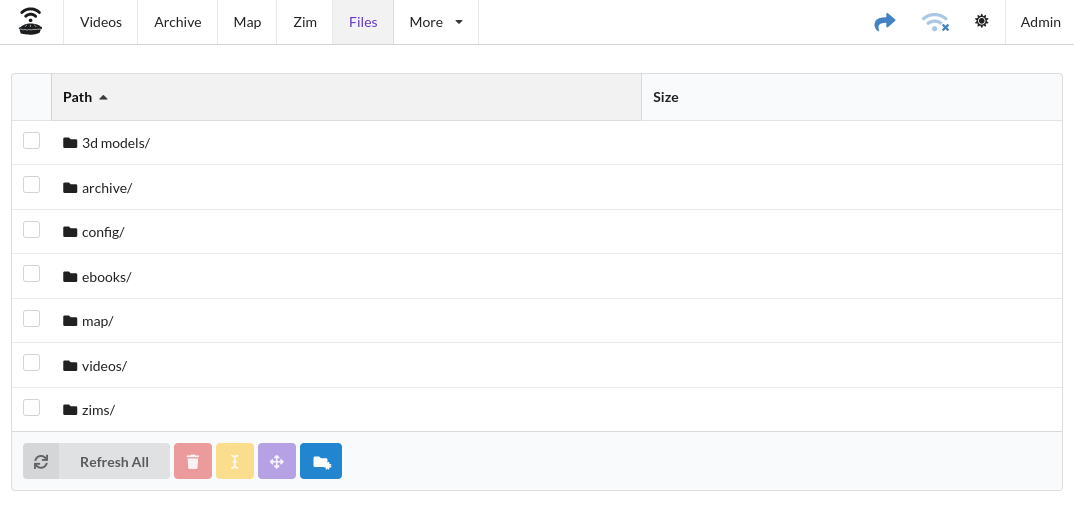 Videos Archive Map Zim Files More Admin
Path Size
3d models/
archive/
config/
ebooks/
map/
videos/
zims/
Refresh All